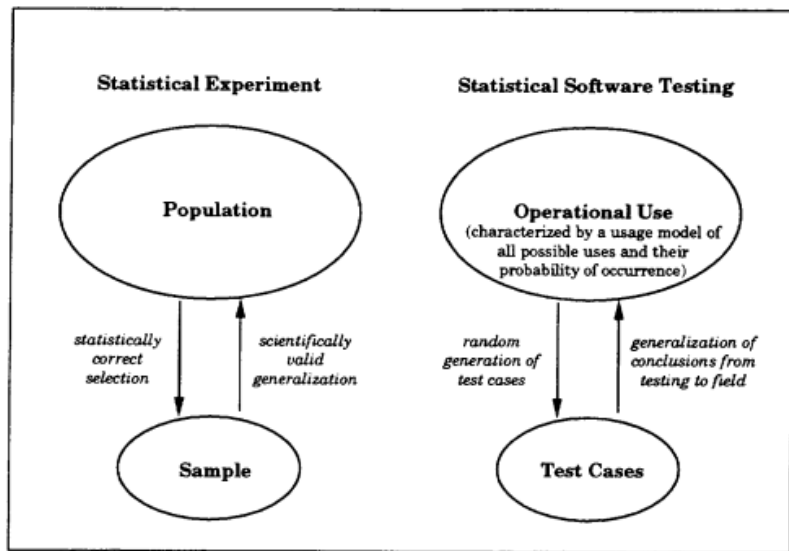 Statistical Experiment
Population
statistically
correct
selection
scientifically
valid
generalization
Sample
Statistical Software Testing
Operational Use
(characterized by a usage model of
all possible uses and their
probability of occurrence)
random
generation of
test cases
generalization of
conclusions from
testing to field
Test Cases